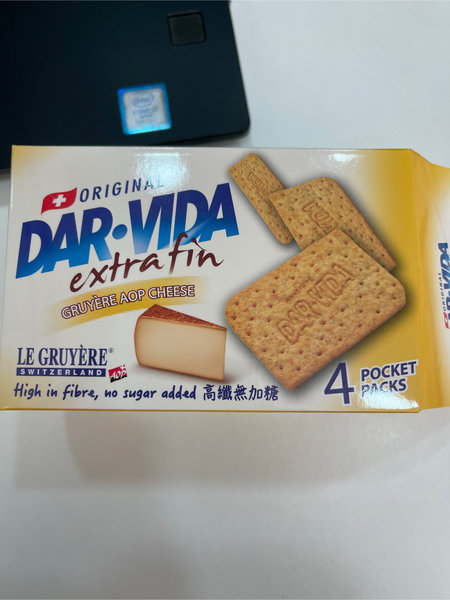 intel
ORIGINAL
DAR·VIDA
extra fin
GRUYÈRE AOP CHEESE
LE GRUYÈRE®
SWITZERLAND
AOP
High in fibre, no sugar added 高纖無加糖
4 POCKET
PACKS
DAR·VIDA